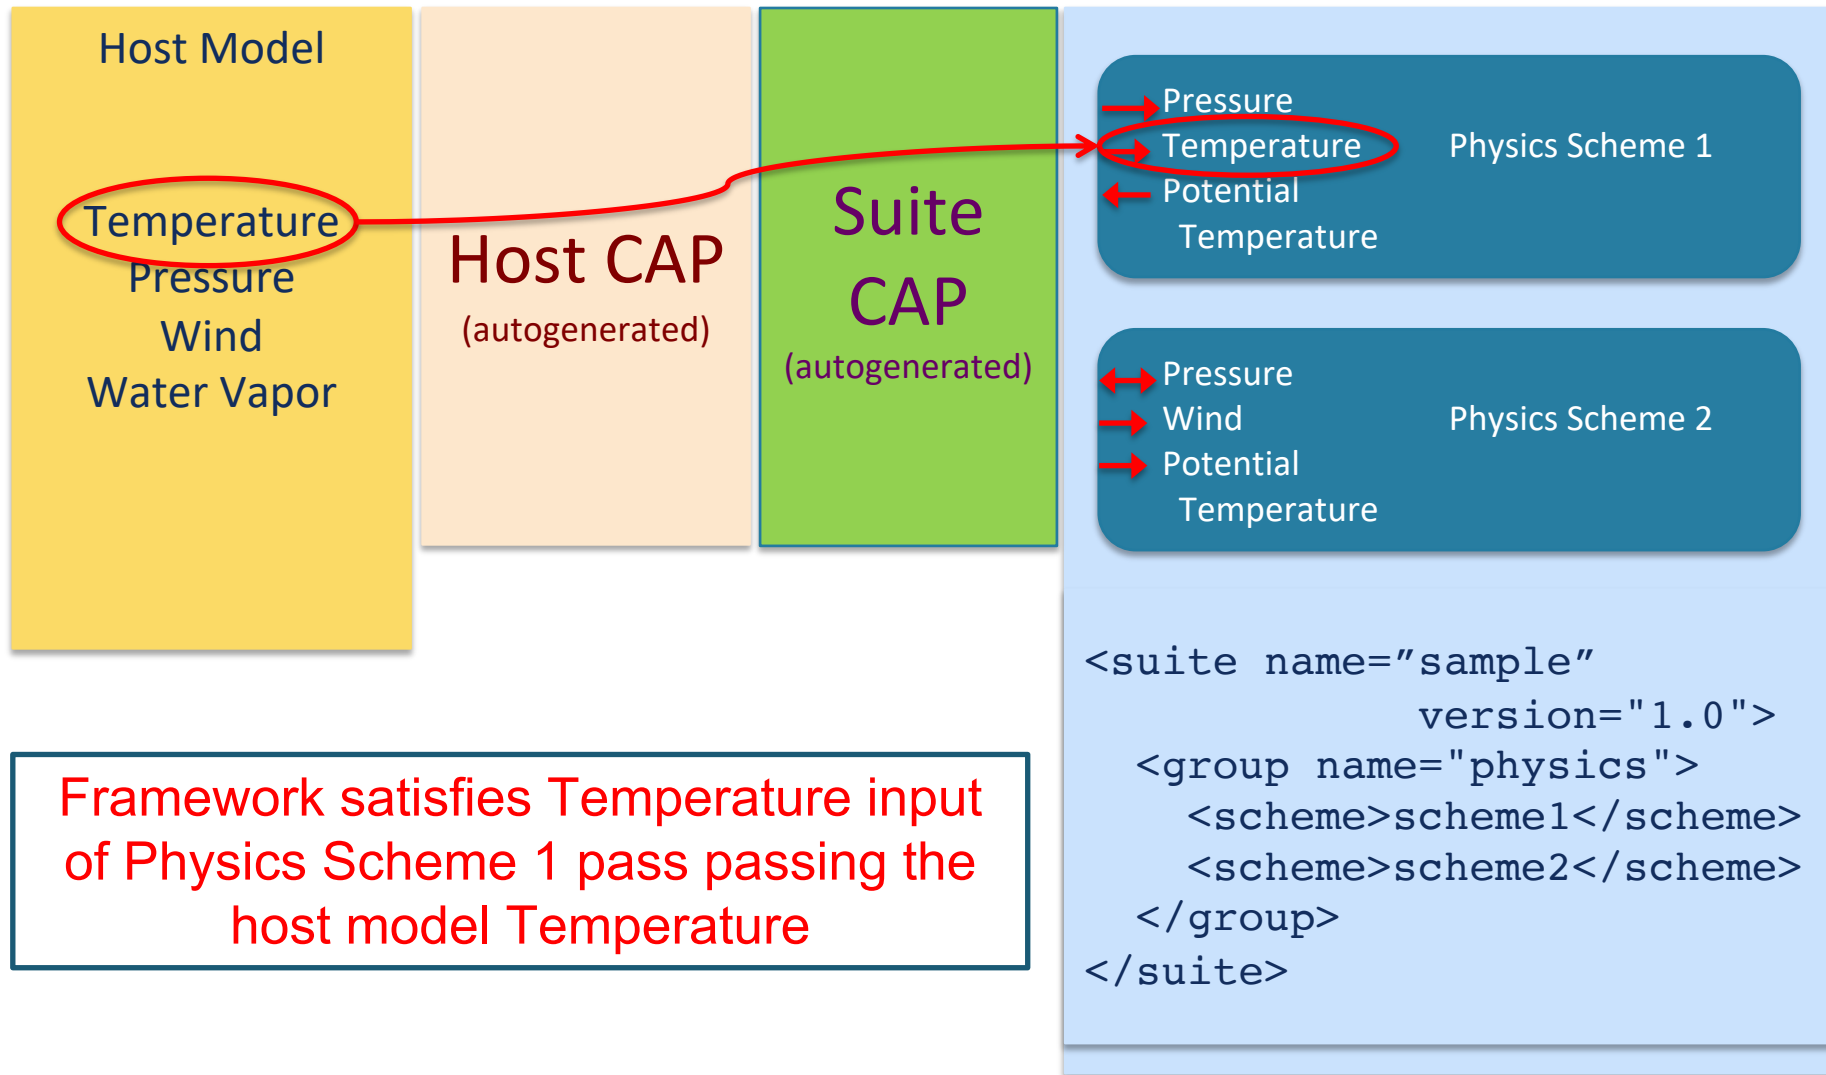 Host Model
Temperature
Pressure
Wind
Water Vapor
Host CAP
(autogenerated)
Suite
CAP
(autogenerated)
Pressure
Temperature
Potential
Temperature
Physics Scheme 1
Pressure
Wind
Potential
Temperature
Physics Scheme 2
<suite name=”sample”
version="1.0">
<group name="physics">
<scheme>scheme1</scheme>
<scheme>scheme2</scheme>
</group>
</suite>
Framework satisfies Temperature input
of Physics Scheme 1 pass passing the
host model Temperature